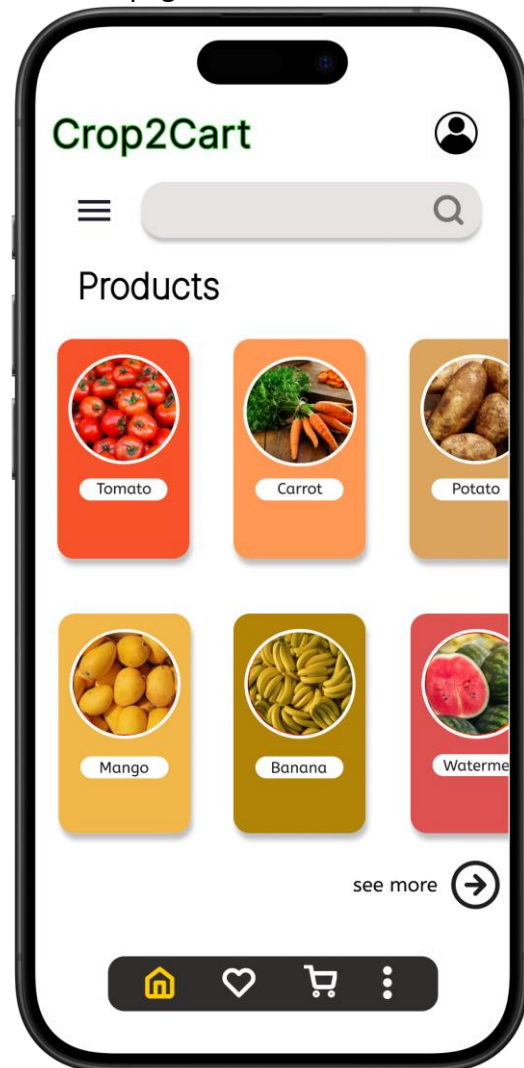 Crop2Cart
Products
Tomato
Carrot
Potato
Mango
Banana
Waterme
see more